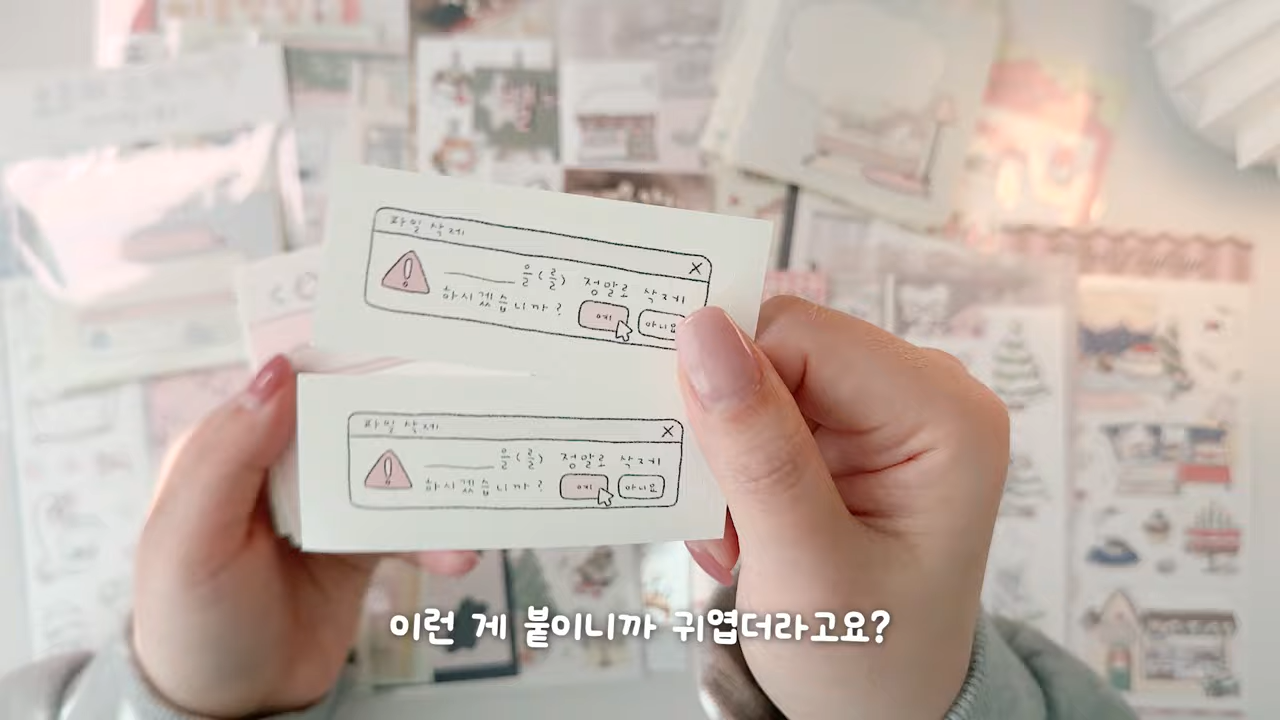 파일 삭제
을(를) 정말로 삭제
하시겠습니까?
예
아니요
파일 삭제
을(를) 정말로 삭제
하시겠습니까?
예
아니요
이런 게 붙이니까 귀엽더라고요?